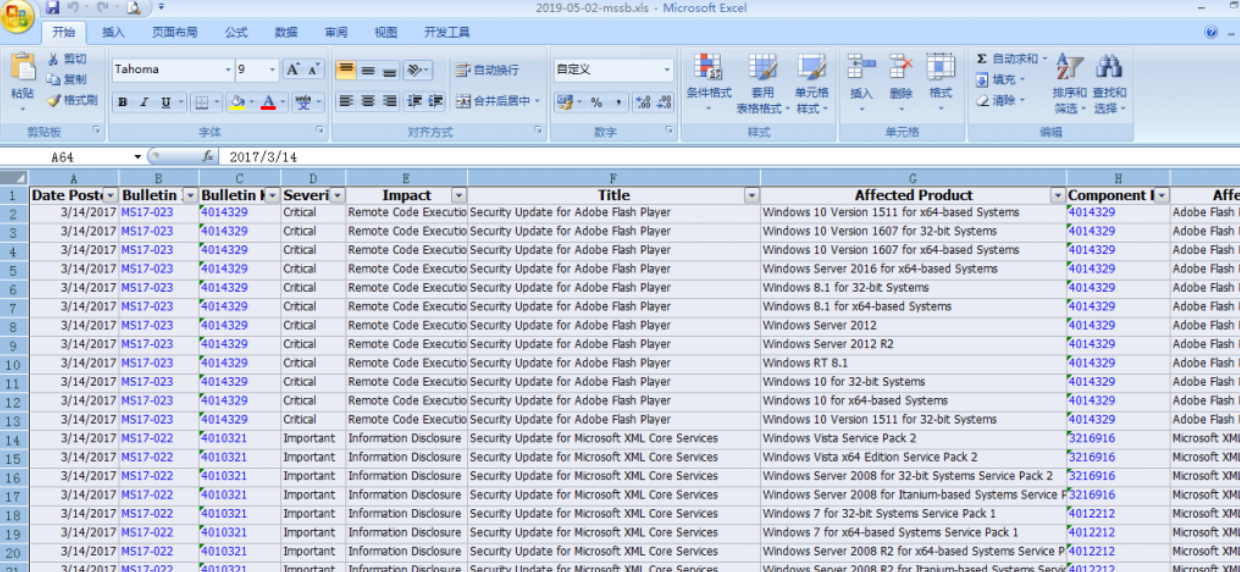 2019-05-02-mssb.xls - Microsoft Excel
开始 插入 页面布局 公式 数据 审阅 视图 开发工具
剪切 Tahoma 9 A A 自动换行 自定义 Σ 自动求和
粘贴 复制 条件格式 套用 单元格 插入 删除 格式 填充 排序和 查找和
格式刷 B I U A 合并后居中 % , 表格格式 样式 清除 筛选 选择
剪贴板 字体 对齐方式 数字 样式 单元格 编辑
A64 fx 2017/3/14
A B C D E F G H
1 Date Poste Bulletin Bulletin K Severi Impact Title Affected Product Component Affe
2 3/14/2017 MS17-023 4014329 Critical Remote Code Executio Security Update for Adobe Flash Player Windows 10 Version 1511 for x64-based Systems 4014329 Adobe Flash
3 3/14/2017 MS17-023 4014329 Critical Remote Code Executio Security Update for Adobe Flash Player Windows 10 Version 1607 for 32-bit Systems 4014329 Adobe Flash
4 3/14/2017 MS17-023 4014329 Critical Remote Code Executio Security Update for Adobe Flash Player Windows 10 Version 1607 for x64-based Systems 4014329 Adobe Flash
5 3/14/2017 MS17-023 4014329 Critical Remote Code Executio Security Update for Adobe Flash Player Windows Server 2016 for x64-based Systems 4014329 Adobe Flash
6 3/14/2017 MS17-023 4014329 Critical Remote Code Executio Security Update for Adobe Flash Player Windows 8.1 for 32-bit Systems 4014329 Adobe Flash
7 3/14/2017 MS17-023 4014329 Critical Remote Code Executio Security Update for Adobe Flash Player Windows 8.1 for x64-based Systems 4014329 Adobe Flash
8 3/14/2017 MS17-023 4014329 Critical Remote Code Executio Security Update for Adobe Flash Player Windows Server 2012 4014329 Adobe Flash
9 3/14/2017 MS17-023 4014329 Critical Remote Code Executio Security Update for Adobe Flash Player Windows Server 2012 R2 4014329 Adobe Flash
10 3/14/2017 MS17-023 4014329 Critical Remote Code Executio Security Update for Adobe Flash Player Windows RT 8.1 4014329 Adobe Flash
11 3/14/2017 MS17-023 4014329 Critical Remote Code Executio Security Update for Adobe Flash Player Windows 10 for 32-bit Systems 4014329 Adobe Flash
12 3/14/2017 MS17-023 4014329 Critical Remote Code Executio Security Update for Adobe Flash Player Windows 10 for x64-based Systems 4014329 Adobe Flash
13 3/14/2017 MS17-023 4014329 Critical Remote Code Executio Security Update for Adobe Flash Player Windows 10 Version 1511 for 32-bit Systems 4014329 Adobe Flash
14 3/14/2017 MS17-022 4010321 Important Information Disclosure Security Update for Microsoft XML Core Services Windows Vista Service Pack 2 3216916 Microsoft XML
15 3/14/2017 MS17-022 4010321 Important Information Disclosure Security Update for Microsoft XML Core Services Windows Vista x64 Edition Service Pack 2 3216916 Microsoft XML
16 3/14/2017 MS17-022 4010321 Important Information Disclosure Security Update for Microsoft XML Core Services Windows Server 2008 for 32-bit Systems Service Pack 2 3216916 Microsoft XML
17 3/14/2017 MS17-022 4010321 Important Information Disclosure Security Update for Microsoft XML Core Services Windows Server 2008 for Itanium-based Systems Service P 3216916 Microsoft XML
18 3/14/2017 MS17-022 4010321 Important Information Disclosure Security Update for Microsoft XML Core Services Windows 7 for 32-bit Systems Service Pack 1 4012212 Microsoft XML
19 3/14/2017 MS17-022 4010321 Important Information Disclosure Security Update for Microsoft XML Core Services Windows 7 for x64-based Systems Service Pack 1 4012212 Microsoft XML
20 3/14/2017 MS17-022 4010321 Important Information Disclosure Security Update for Microsoft XML Core Services Windows Server 2008 R2 for x64-based Systems Service P 4012212 Microsoft XML
21 3/14/2017 MS17-022 4010321 Important Information Disclosure Security Update for Microsoft XML Core Services Windows Server 2008 R2 for Itanium-based Systems Servic 4012212 Microsoft XML